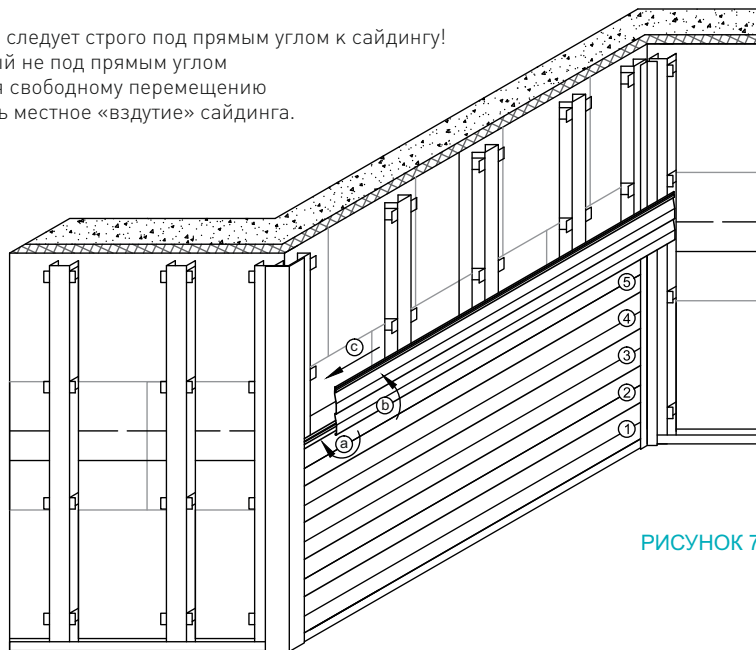 следует строго под прямым углом к сайдингу!
не под прямым углом
свободному перемещению
местное «вздутие» сайдинга.
5
4
c
3
b
2
a
1
РИСУНОК 7